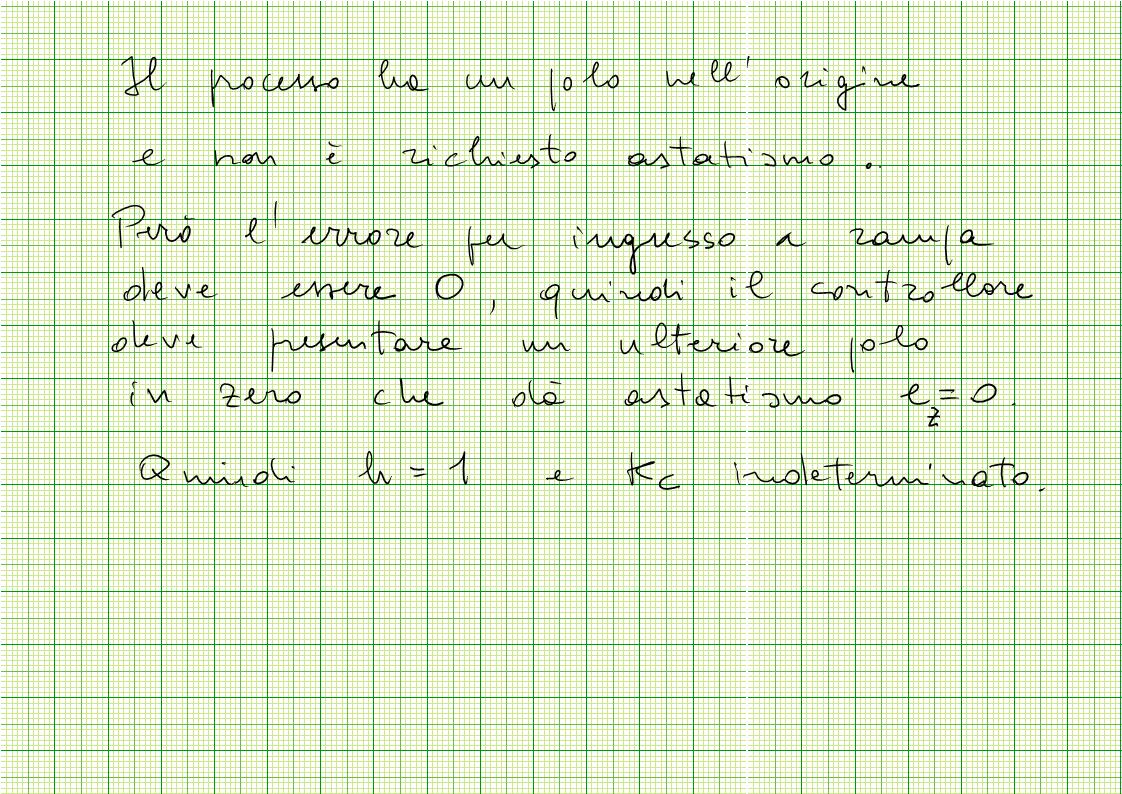 Il processo ha un polo nell'origine
e non è richiesto astatismo.
Però l'errore per ingresso a rampa
deve essere 0, quindi il controllore
deve presentare un ulteriore polo
in zero che dà astatismo e_z=0.
Quindi h=1 e K_C indeterminato.